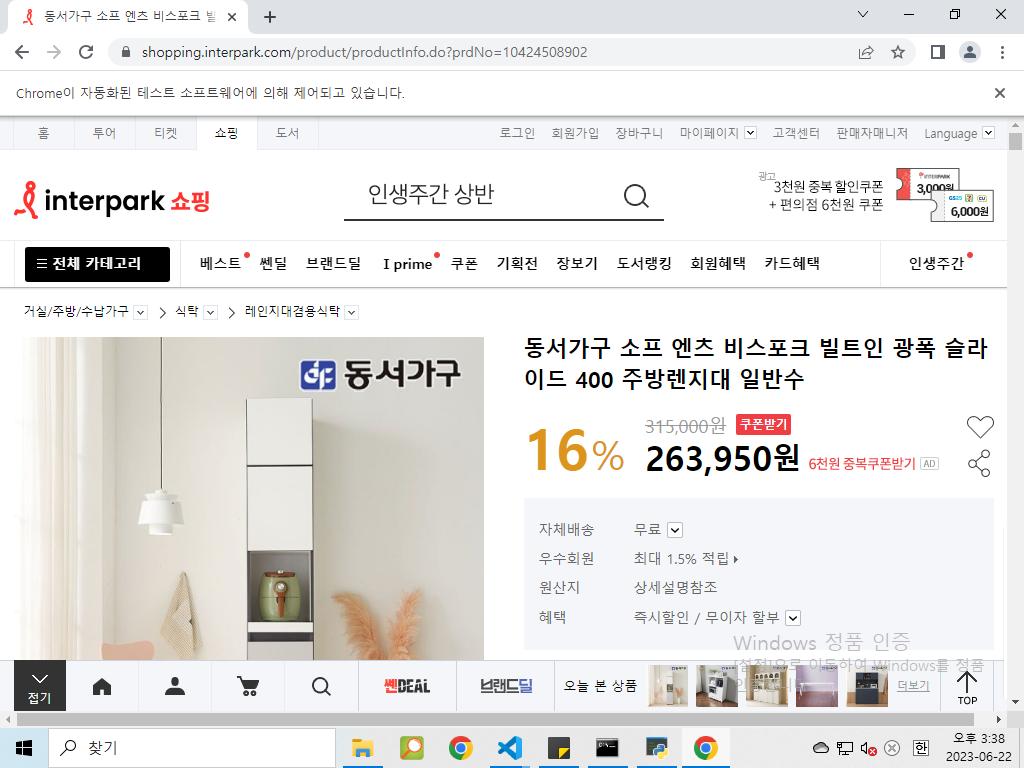 동서가구 소프 엔츠 비스포크 빌
shopping.interpark.com/product/productInfo.do?prdNo=10424508902
Chrome이 자동화된 테스트 소프트웨어에 의해 제어되고 있습니다.
홈 투어 티켓 쇼핑 도서 로그인 회원가입 장바구니 마이페이지 고객센터 판매자매니저 Language
광고
interpark 쇼핑 인생주간 상반 3천원 중복 할인쿠폰 INTERPARK 3,000원
+ 편의점 6천원 쿠폰 GS25 CU 6,000원
전체 카테고리 베스트 쎈딜 브랜드딜 I prime 쿠폰 기획전 장보기 도서랭킹 회원혜택 카드혜택 인생주간
거실/주방/수납가구 식탁 레인지대겸용식탁
동서가구
동서가구 소프 엔츠 비스포크 빌트인 광폭 슬라
이드 400 주방렌지대 일반수
16% 315,000원 쿠폰받기
263,950원 6천원 중복쿠폰받기 AD
자체배송 무료
우수회원 최대 1.5% 적립
원산지 상세설명참조
혜택 즉시할인 / 무이자 할부
Windows 정품 인증
[설정]으로 이동하여 Windows를 정품
접기 쎈DEAL 브랜드딜 오늘 본 상품 더보기 TOP
찾기 한 오후 3:38
2023-06-22